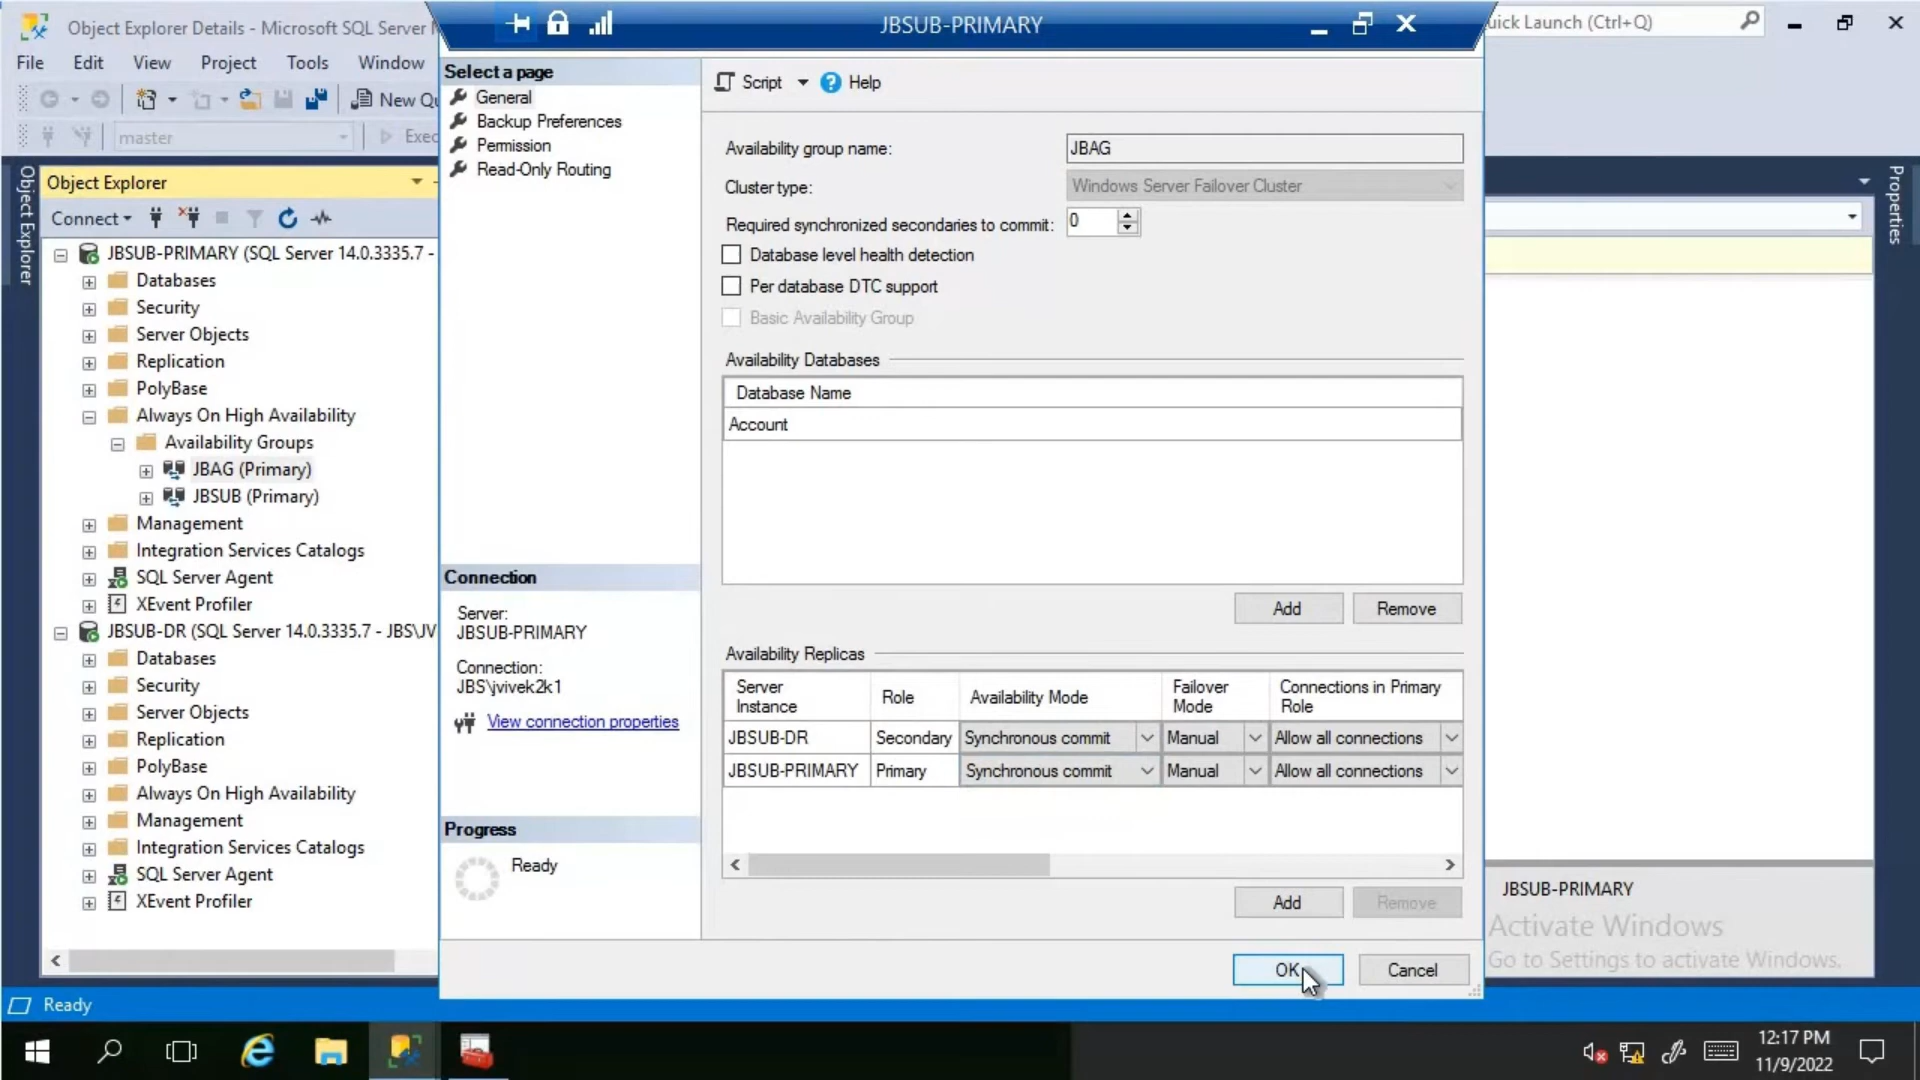 Object Explorer Details - Microsoft SQL Server
JBSUB-PRIMARY
uick Launch (Ctrl+Q)
File Edit View Project Tools Window
New Qu
master
Exec
Object Explorer
Object Explorer
Connect
JBSUB-PRIMARY (SQL Server 14.0.3335.7 -
Databases
Security
Server Objects
Replication
PolyBase
Always On High Availability
Availability Groups
JBAG (Primary)
JBSUB (Primary)
Management
Integration Services Catalogs
SQL Server Agent
XEvent Profiler
JBSUB-DR (SQL Server 14.0.3335.7 - JBS\JV
Databases
Security
Server Objects
Replication
PolyBase
Always On High Availability
Management
Integration Services Catalogs
SQL Server Agent
XEvent Profiler
Select a page
General
Backup Preferences
Permission
Read-Only Routing
Connection
Server:
JBSUB-PRIMARY
Connection:
JBS\jvivek2k1
View connection properties
Progress
Ready
Script Help
Availability group name: JBAG
Cluster type: Windows Server Failover Cluster
Required synchronized secondaries to commit: 0
Database level health detection
Per database DTC support
Basic Availability Group
Availability Databases
Database Name
Account
Add Remove
Availability Replicas
Server Instance Role Availability Mode Failover Mode Connections in Primary Role
JBSUB-DR Secondary Synchronous commit Manual Allow all connections
JBSUB-PRIMARY Primary Synchronous commit Manual Allow all connections
Add Remove
OK Cancel
Properties
JBSUB-PRIMARY
Activate Windows
Go to Settings to activate Windows.
Ready
12:17 PM
11/9/2022